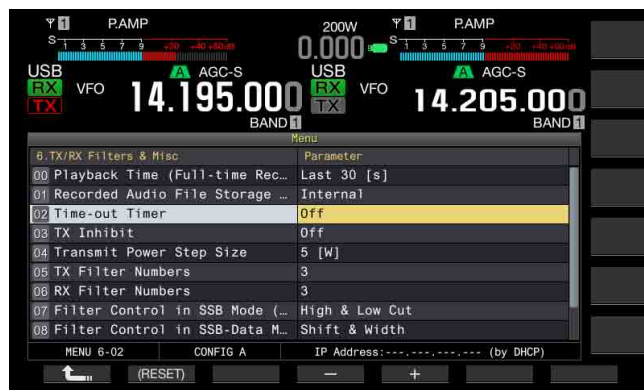 1 P.AMP 200W 1 P.AMP
S 1 3 5 7 9 +20 +40 +60dB 0.000 S 1 3 5 7 9 +20 +40 +60dB
USB A AGC-S USB A AGC-S
RX VFO 14.195.000 RX VFO 14.205.000
TX TX
BAND 1 BAND 1
Menu
6.TX/RX Filters & Misc Parameter
00 Playback Time (Full-time Rec… Last 30 [s]
01 Recorded Audio File Storage … Internal
02 Time-out Timer Off
03 TX Inhibit Off
04 Transmit Power Step Size 5 [W]
05 TX Filter Numbers 3
06 RX Filter Numbers 3
07 Filter Control in SSB Mode (… High & Low Cut
08 Filter Control in SSB-Data M… Shift & Width
MENU 6-02 CONFIG A IP Address:---.---.---.--- (by DHCP)
(RESET) − +